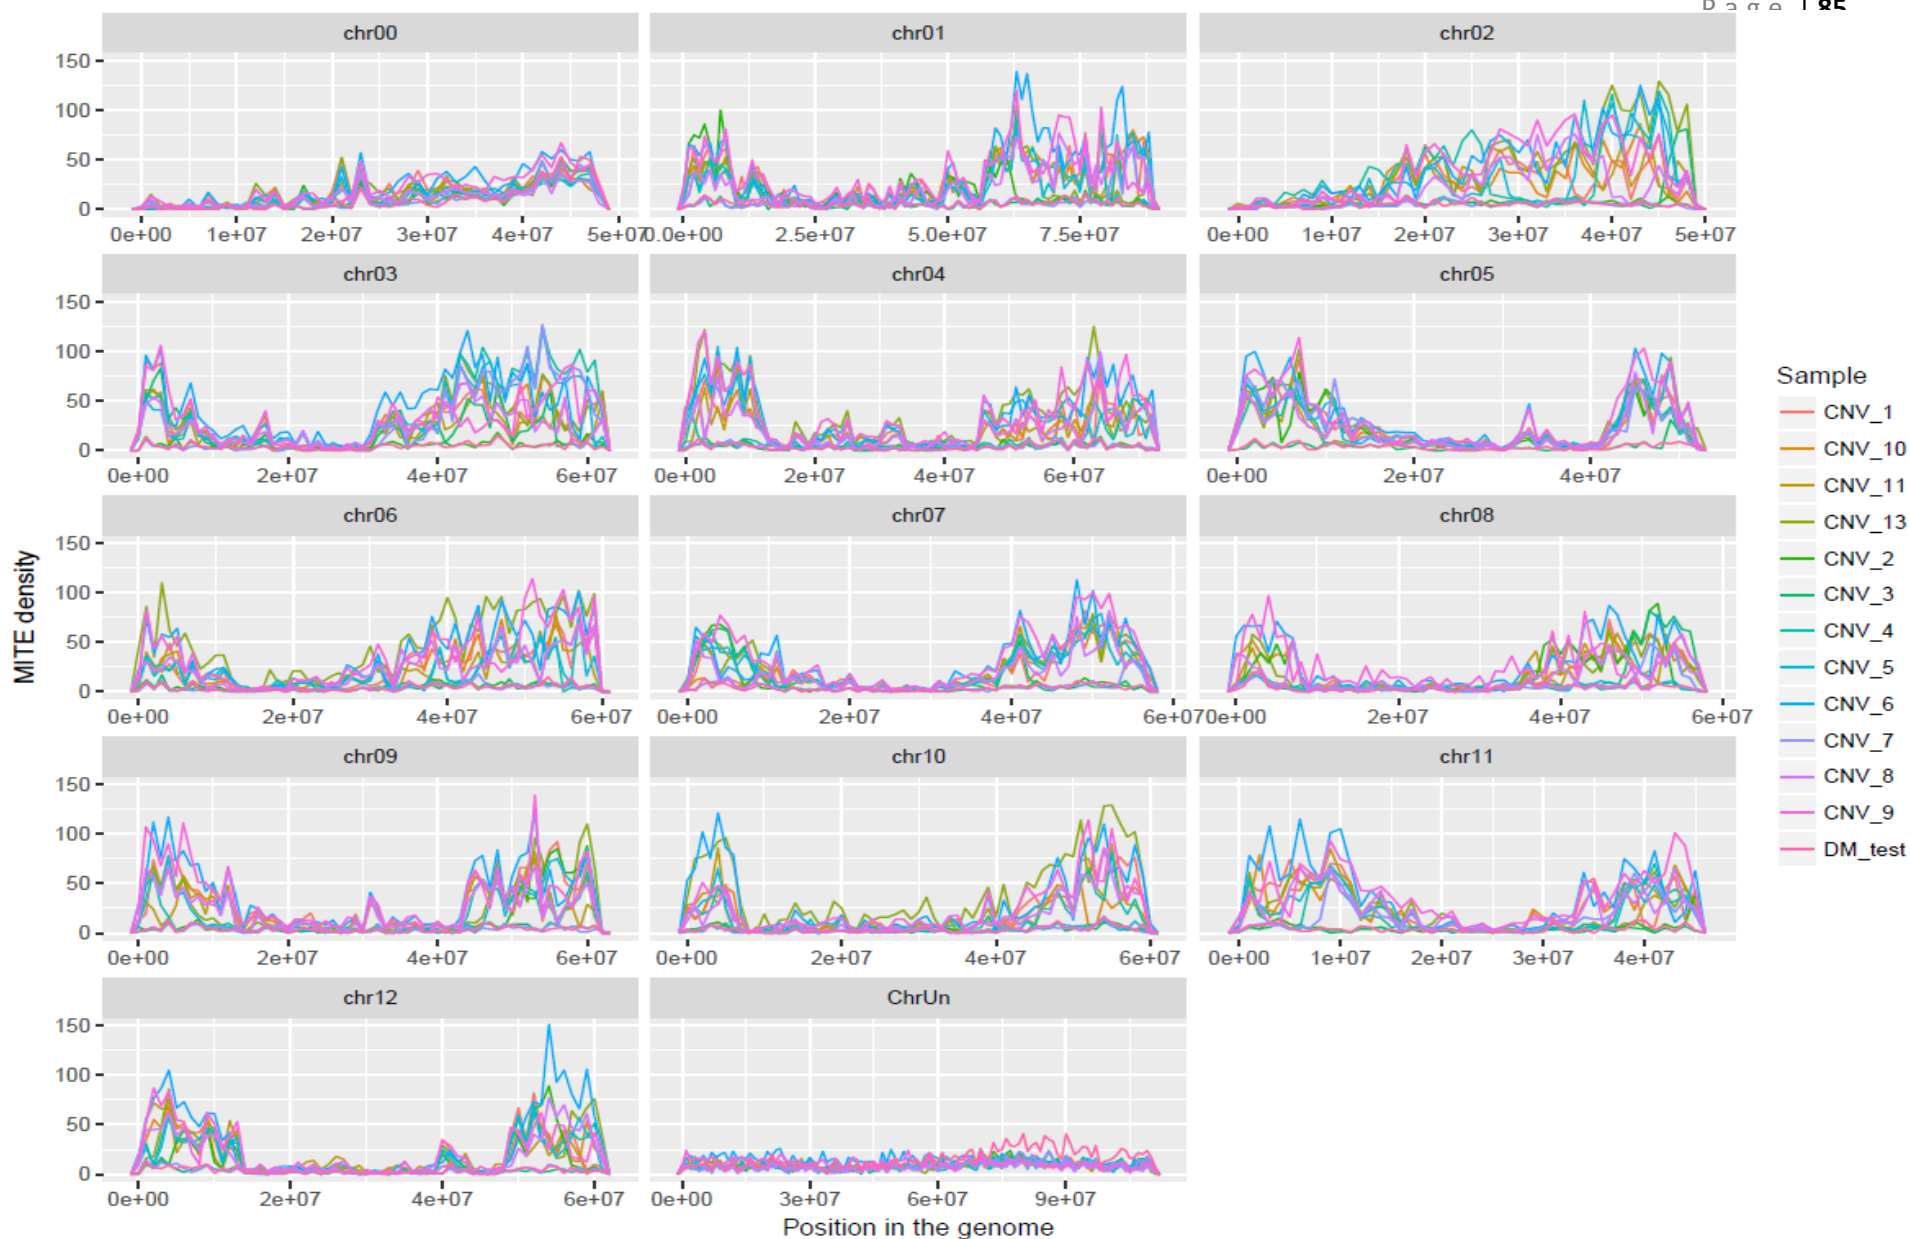 Page | 85
chr00 chr01 chr02
150
100
50
0
0e+00 1e+07 2e+07 3e+07 4e+07 5e+07 0.0e+00 2.5e+07 5.0e+07 7.5e+07 0e+00 1e+07 2e+07 3e+07 4e+07 5e+07
chr03 chr04 chr05
150
100
50
0
0e+00 2e+07 4e+07 6e+07 0e+00 2e+07 4e+07 6e+07 0e+00 2e+07 4e+07
chr06 chr07 chr08
150
100
50
0
0e+00 2e+07 4e+07 6e+07 0e+00 2e+07 4e+07 6e+07 0e+00 2e+07 4e+07 6e+07
chr09 chr10 chr11
150
100
50
0
0e+00 2e+07 4e+07 6e+07 0e+00 2e+07 4e+07 6e+07 0e+00 1e+07 2e+07 3e+07 4e+07
chr12 ChrUn
150
100
50
0
0e+00 2e+07 4e+07 6e+07 0e+00 3e+07 6e+07 9e+07
Position in the genome
MITE density
Sample
CNV_1
CNV_10
CNV_11
CNV_13
CNV_2
CNV_3
CNV_4
CNV_5
CNV_6
CNV_7
CNV_8
CNV_9
DM_test